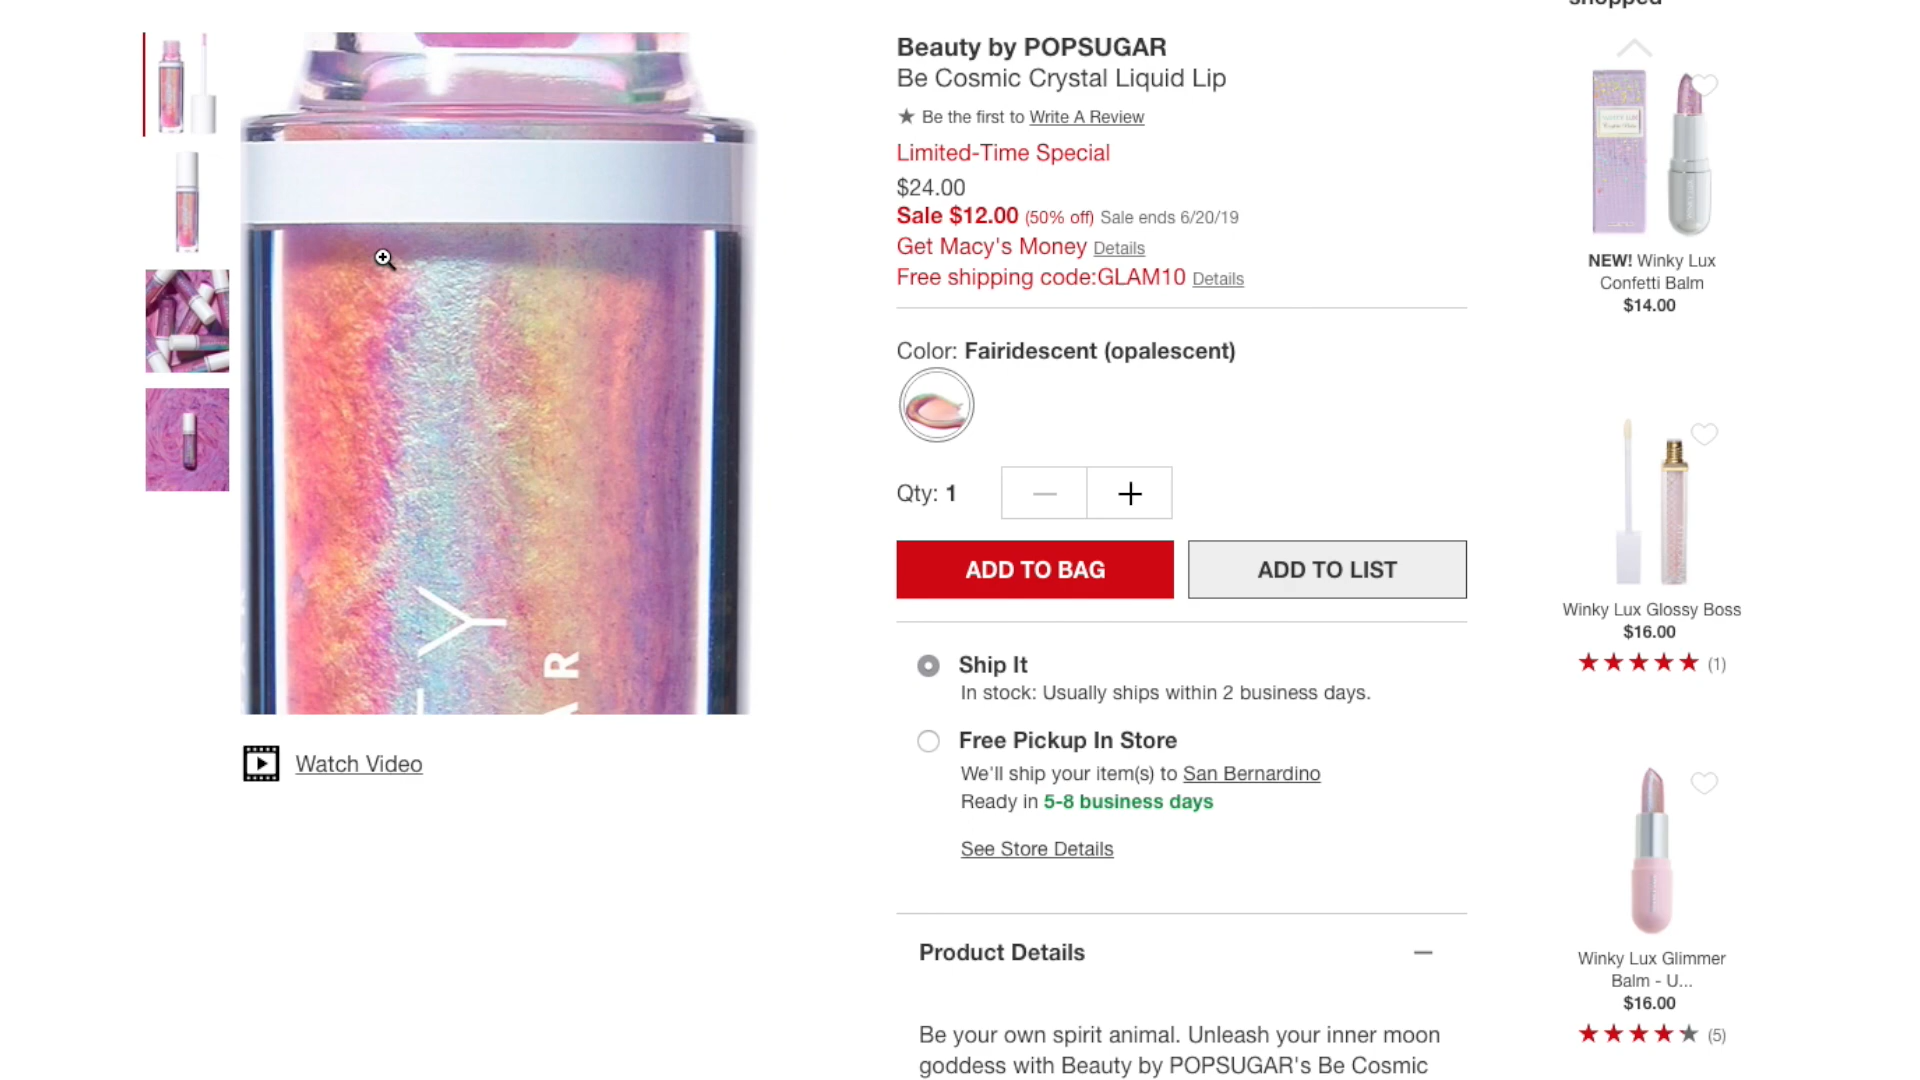 shopped
Beauty by POPSUGAR
Be Cosmic Crystal Liquid Lip
★ Be the first to Write A Review
Limited-Time Special
$24.00
Sale $12.00 (50% off) Sale ends 6/20/19
Get Macy's Money Details
Free shipping code:GLAM10 Details
Color: Fairidescent (opalescent)
Qty: 1
ADD TO BAG
ADD TO LIST
Ship It
In stock: Usually ships within 2 business days.
Free Pickup In Store
We'll ship your item(s) to San Bernardino
Ready in 5-8 business days
See Store Details
Product Details
Be your own spirit animal. Unleash your inner moon
goddess with Beauty by POPSUGAR's Be Cosmic
Y
R
Watch Video
NEW! Winky Lux
Confetti Balm
$14.00
Winky Lux Glossy Boss
$16.00
(1)
Winky Lux Glimmer
Balm - U...
$16.00
(5)